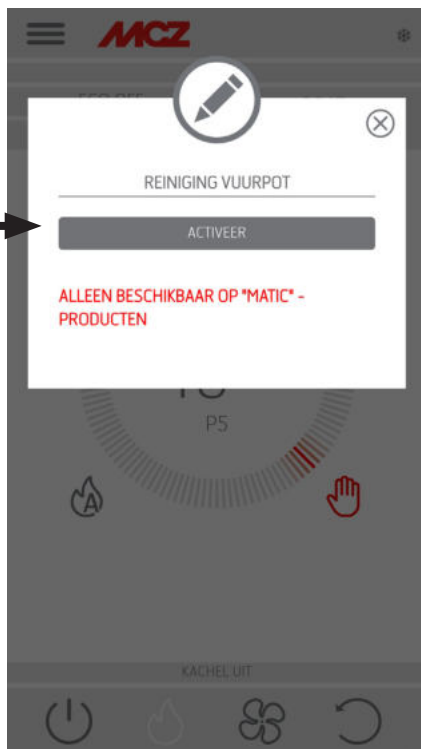 MCZ
REINIGING VUURPOT
ACTIVEER
ALLEEN BESCHIKBAAR OP "MATIC" -
PRODUCTEN
P5
A
KACHEL UIT